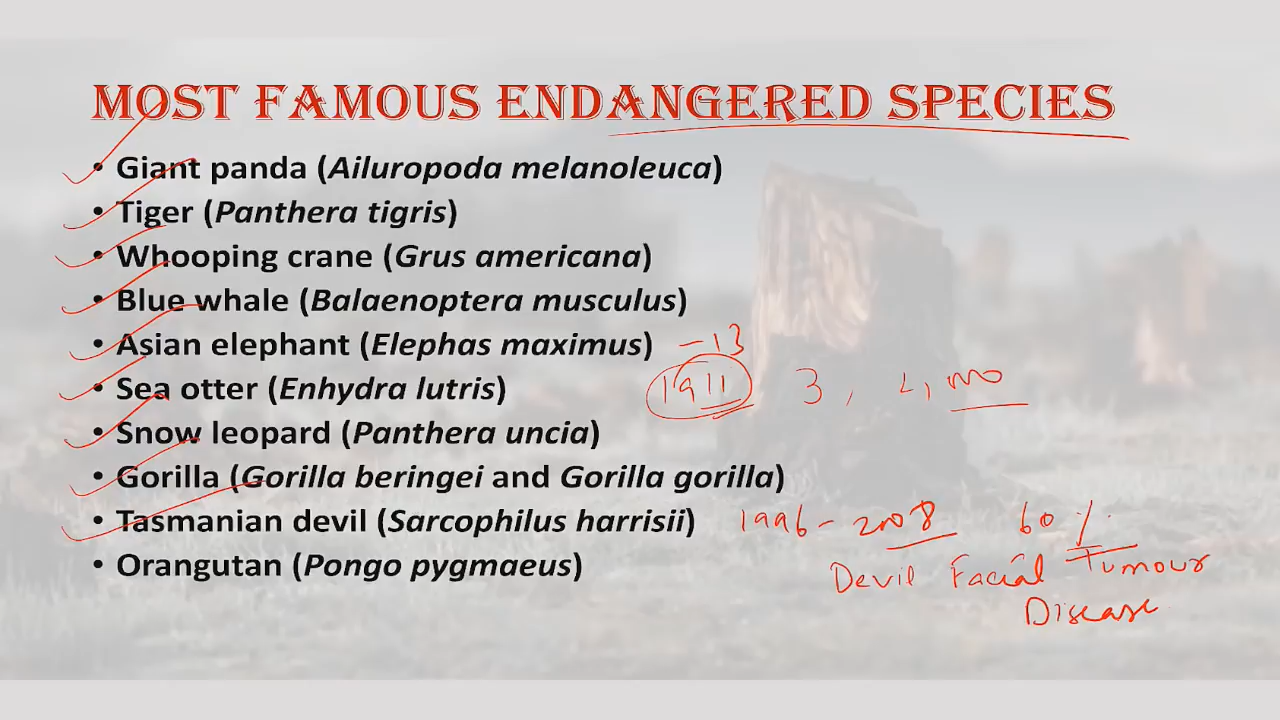 MOST FAMOUS ENDANGERED SPECIES
• Giant panda (Ailuropoda melanoleuca)
• Tiger (Panthera tigris)
• Whooping crane (Grus americana)
• Blue whale (Balaenoptera musculus)
• Asian elephant (Elephas maximus) -13
• Sea otter (Enhydra lutris) 1911 3,
• Snow leopard (Panthera uncia)
• Gorilla (Gorilla beringei and Gorilla gorilla)
• Tasmanian devil (Sarcophilus harrisii) 1996-2008 60%
• Orangutan (Pongo pygmaeus) Devil Facial Tumour
Disease